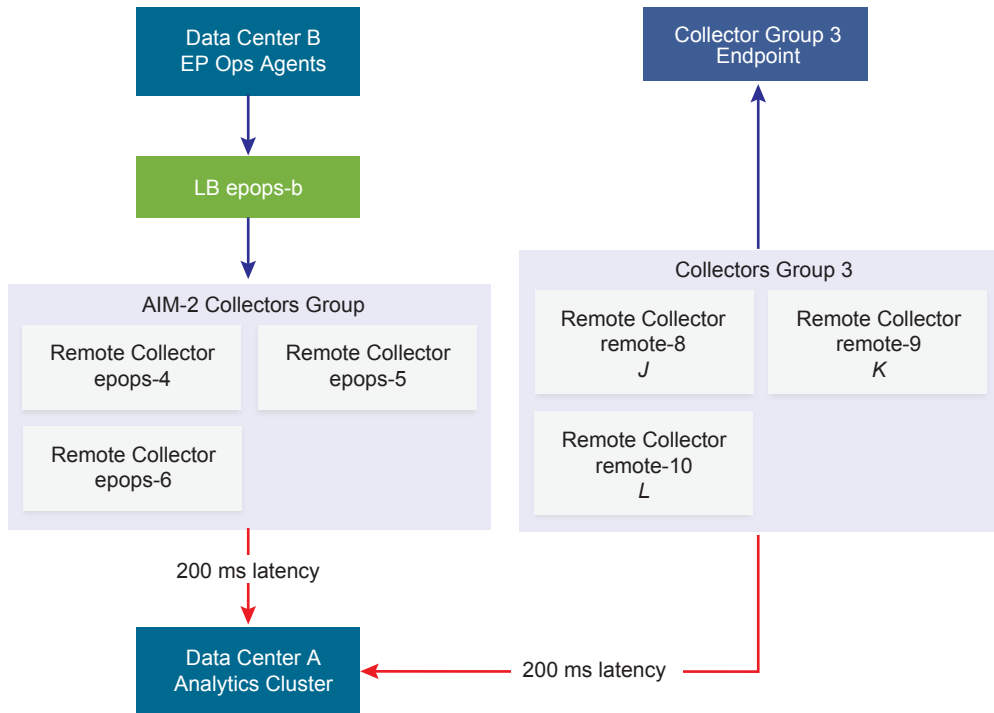 Data Center B
EP Ops Agents
LB epops-b
AIM-2 Collectors Group
Remote Collector
epops-4
Remote Collector
epops-5
Remote Collector
epops-6
200 ms latency
Data Center A
Analytics Cluster
Collector Group 3
Endpoint
Collectors Group 3
Remote Collector
remote-8
J
Remote Collector
remote-9
K
Remote Collector
remote-10
L
200 ms latency